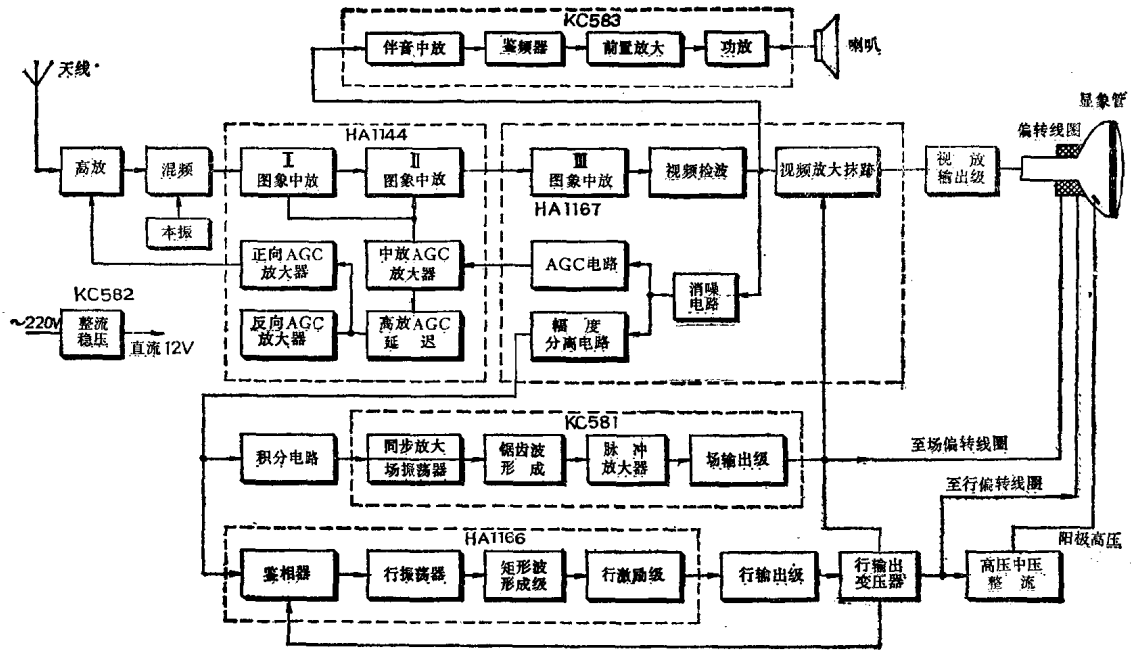 KC583
伴音中放
鉴频器
前置放大
功放
喇叭
天线
显象管
偏转线圈
HA1144
高放
混频
I
图象中放
II
图象中放
III
图象中放
视频检波
视频放大抹跡
视放
输出级
HA1167
本振
正向AGC
放大器
中放AGC
放大器
AGC电路
消噪
电路
KC582
~220V
整流
稳压
直流12V
反向AGC
放大器
高放AGC
延迟
幅度
分离电路
KC581
积分电路
同步放大
场振荡器
锯齿波
形成
脉冲
放大器
场输出级
至场偏转线圈
至行偏转线圈
HA1166
阳极高压
鉴相器
行振荡器
矩形波
形成级
行激励级
行输出级
行输出
变压器
高压中压
整流